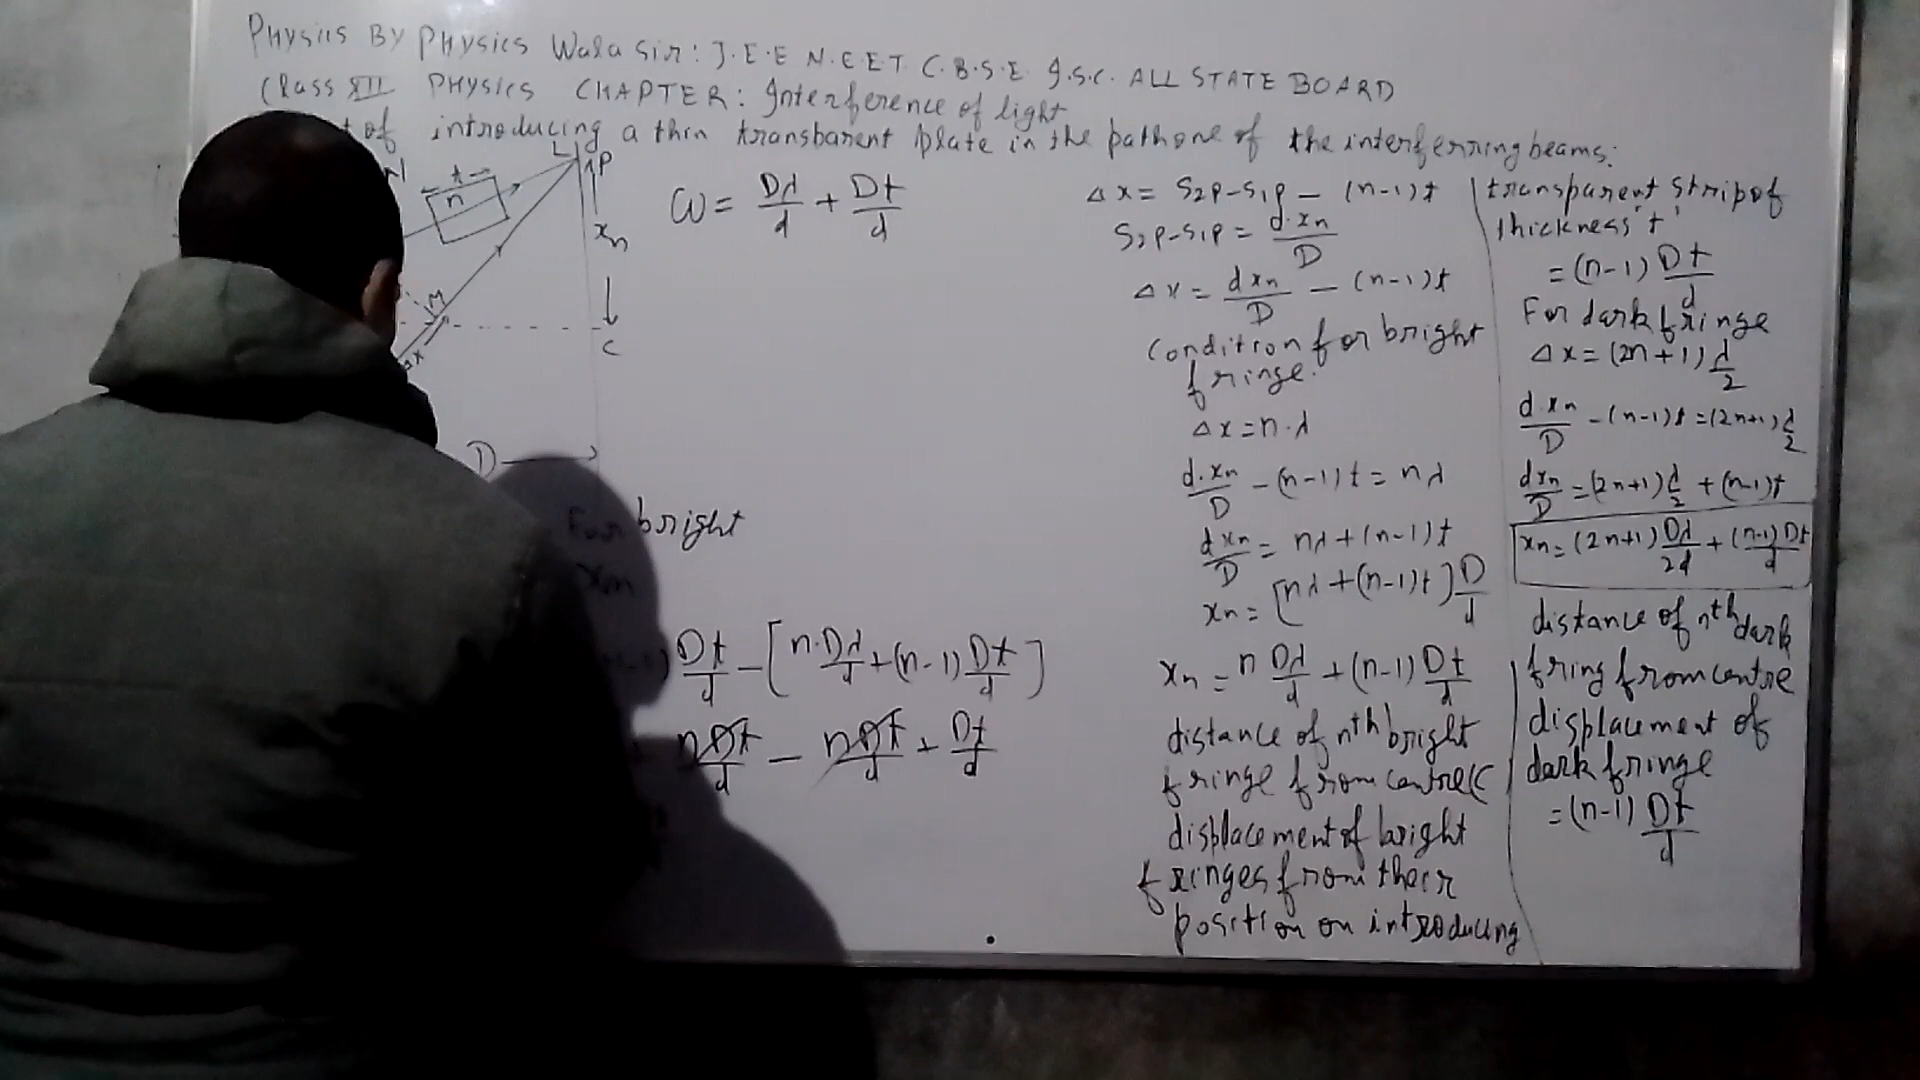 Physics By Physics Wala Sir: J.E.E N.E.E.T. C.B.S.E. I.S.C. ALL STATE BOARD
Class XII PHYSICS CHAPTER: Interference of light
of introducing a thin transbarent plate in the path one of the interferring beams:
t
n
P
xn
C
M
D
ω = Dλ/d + Dt/d
For bright
xn
Dt/d - [n.Dλ/d + (n-1) Dt/d]
nDt/d - nDt/d + Dt/d
Δx = S2P-S1P - (n-1)t
S2P-S1P = d.xn/D
Δx = dxn/D - (n-1)t
Condition for bright
fringe.
Δx = n.λ
d.xn/D - (n-1)t = nλ
dxn/D = nλ + (n-1)t
xn = [nλ + (n-1)t] D/d
xn = n Dλ/d + (n-1) Dt/d
distance of nth bright
fringe from centre C
displacement of bright
fringes from their
position on introducing
transparent strip of
thickness 't'
= (n-1) Dt/d
For dark fringe
Δx = (2n+1) λ/2
d.xn/D - (n-1)t = (2n+1) λ/2
dxn/D = (2n+1) λ/2 + (n-1)t
xn = (2n+1) Dλ/2d + (n-1) Dt/d
distance of nth dark
fring from centre
displacement of
dark fringe
= (n-1) Dt/d